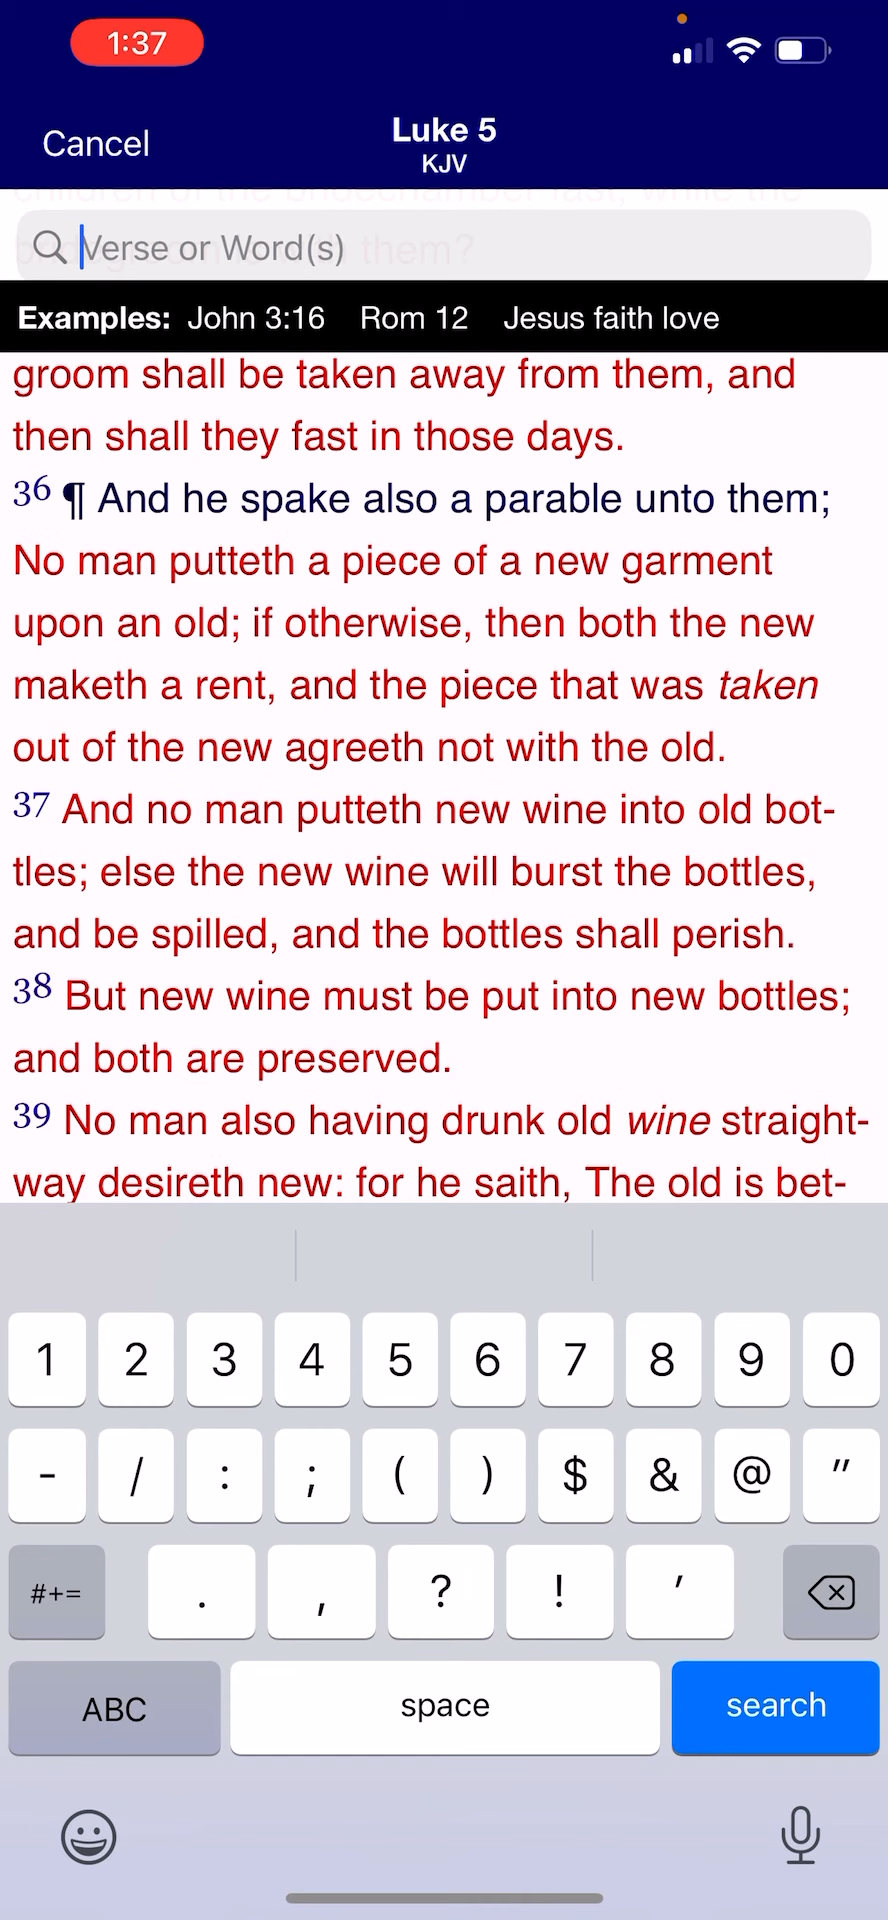 1:37
Cancel
Luke 5
KJV
Verse or Word(s)
them?
Examples: John 3:16 Rom 12 Jesus faith love
groom shall be taken away from them, and
then shall they fast in those days.
36 ¶ And he spake also a parable unto them;
No man putteth a piece of a new garment
upon an old; if otherwise, then both the new
maketh a rent, and the piece that was taken
out of the new agreeth not with the old.
37 And no man putteth new wine into old bot-
tles; else the new wine will burst the bottles,
and be spilled, and the bottles shall perish.
38 But new wine must be put into new bottles;
and both are preserved.
39 No man also having drunk old wine straight-
way desireth new: for he saith, The old is bet-
1 2 3 4 5 6 7 8 9 0
- / : ; ( ) $ & @ "
#+= . , ? ! '
ABC space search